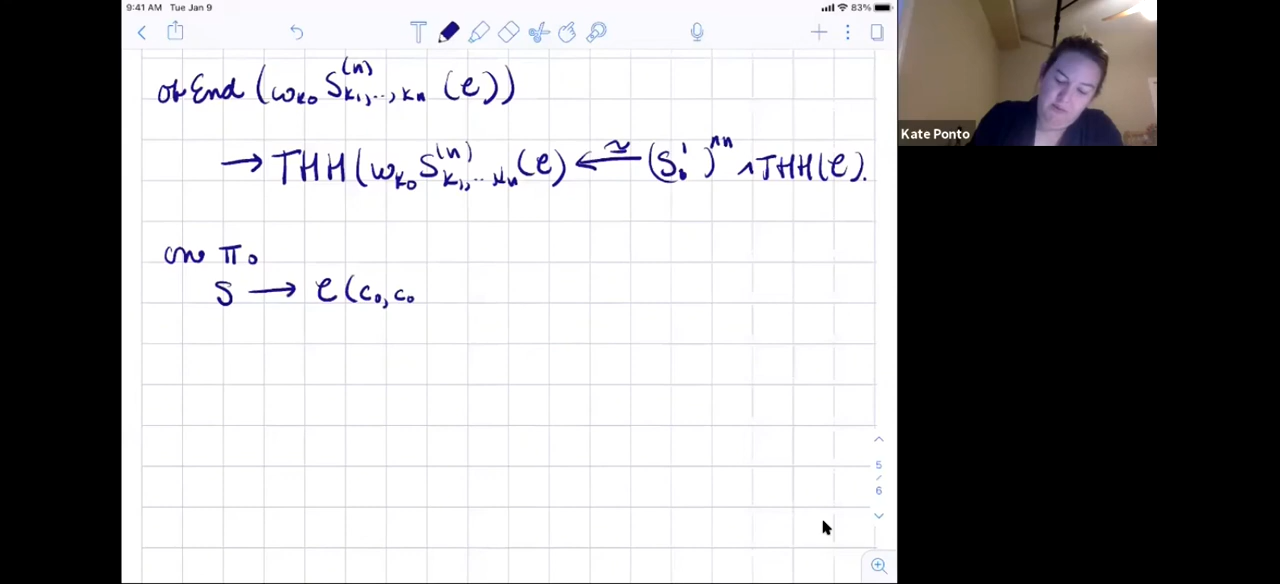 9:41 AM Tue Jan 9
83%
ob End (ω_{k_0} S^{(n)}_{k_1,..,k_n} (e))
→ THH(ω_{k_0} S^{(n)}_{k_1,...k_n}(e) ⟵^{≃} (S^1_•)^{∧n} ∧ THH(e).
on π_0
S → e(c_0, c_0
5
/
6
Kate Ponto